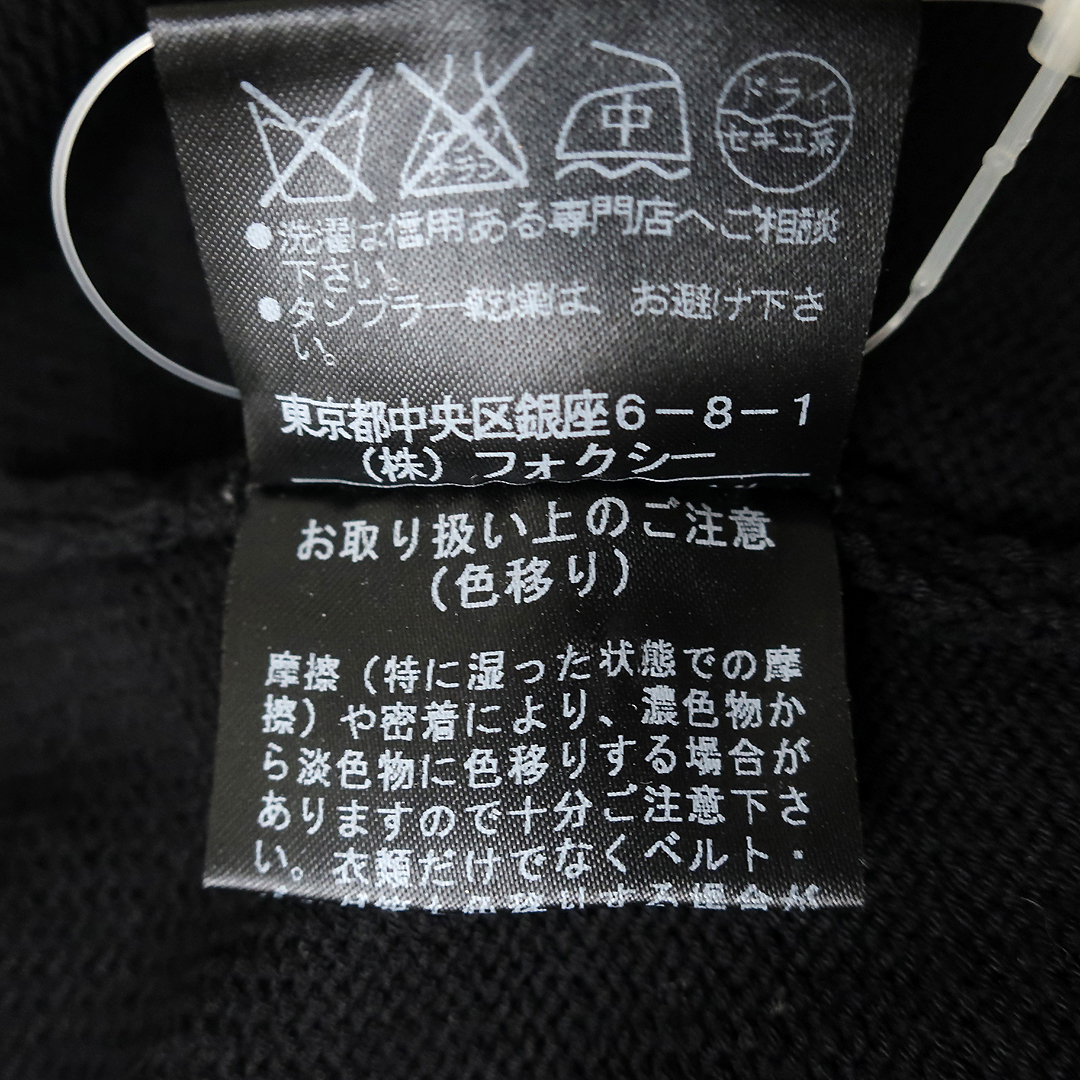 中 ドライ
セキユ系
●洗濯は信用ある専門店へご相談
下さい。
●タンブラー乾燥は、お避け下さ
い。
東京都中央区銀座6-8-1
(株) フォクシー
お取り扱い上のご注意
(色移り)
摩擦(特に湿った状態での摩
擦)や密着により、濃色物か
ら淡色物に色移りする場合が
ありますので十分ご注意下さ
い。衣類だけでなくベルト・